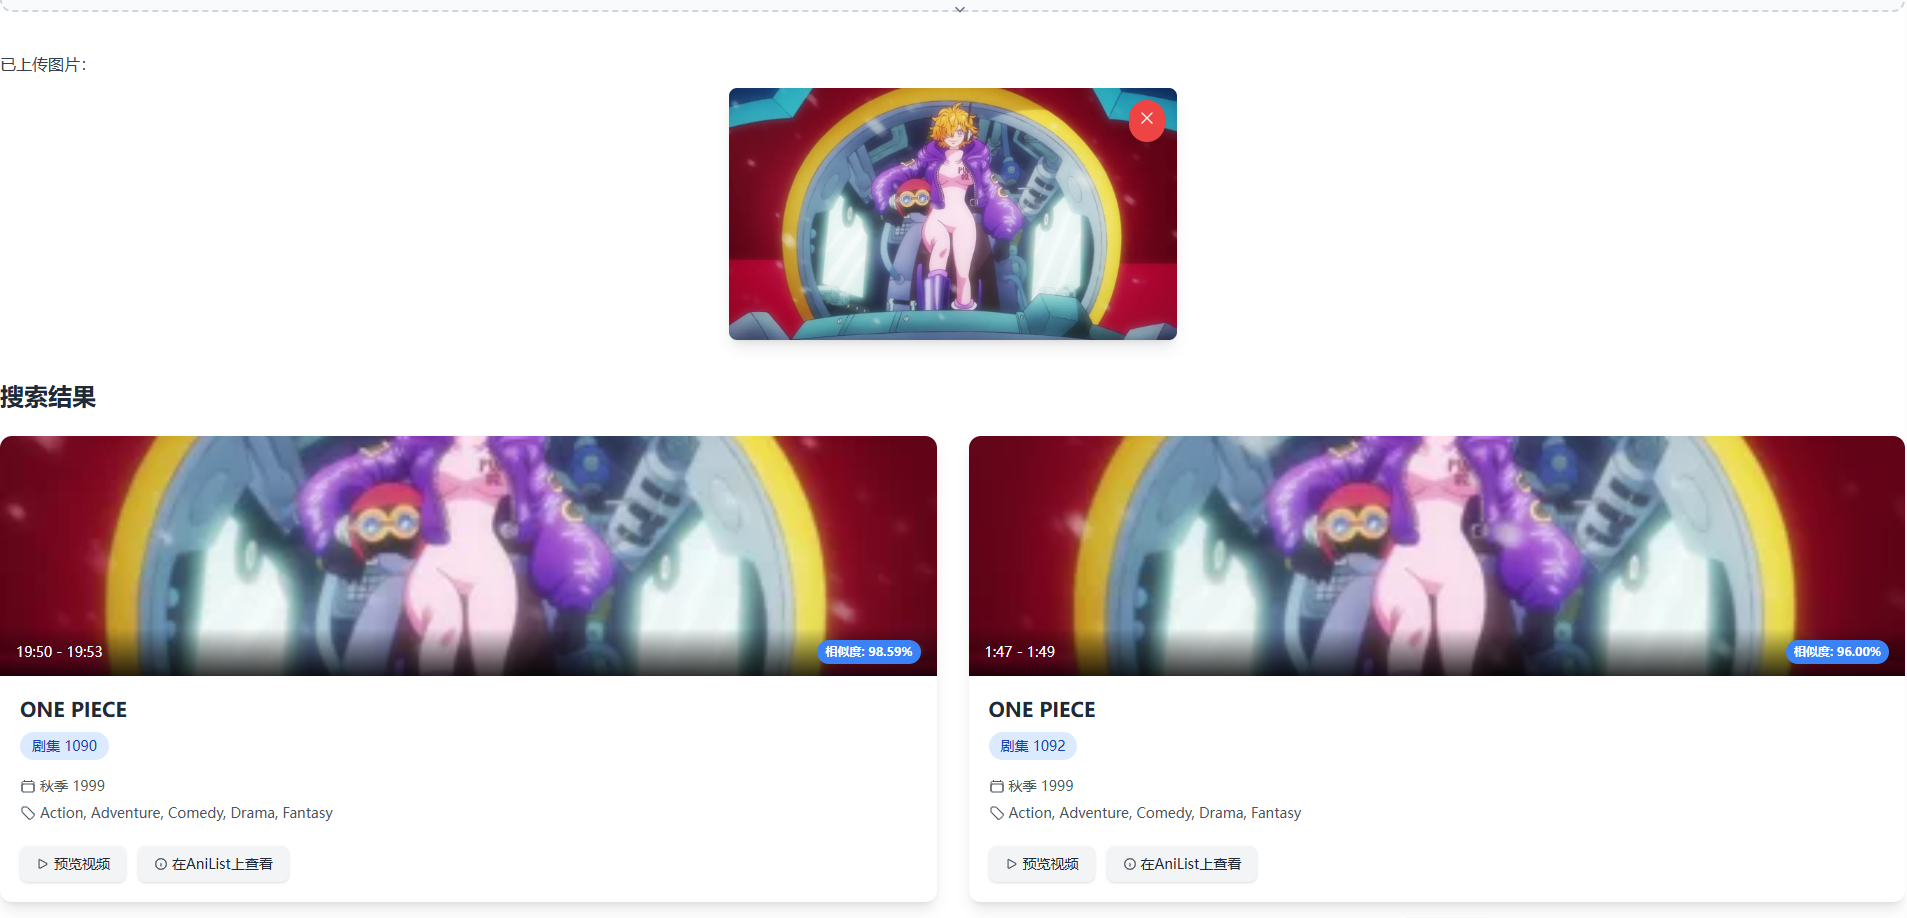 已上传图片：
搜索结果
19:50 - 19:53
相似度: 98.59%
1:47 - 1:49
相似度: 96.00%
ONE PIECE
剧集 1090
秋季 1999
Action, Adventure, Comedy, Drama, Fantasy
预览视频
在AniList上查看
ONE PIECE
剧集 1092
秋季 1999
Action, Adventure, Comedy, Drama, Fantasy
预览视频
在AniList上查看